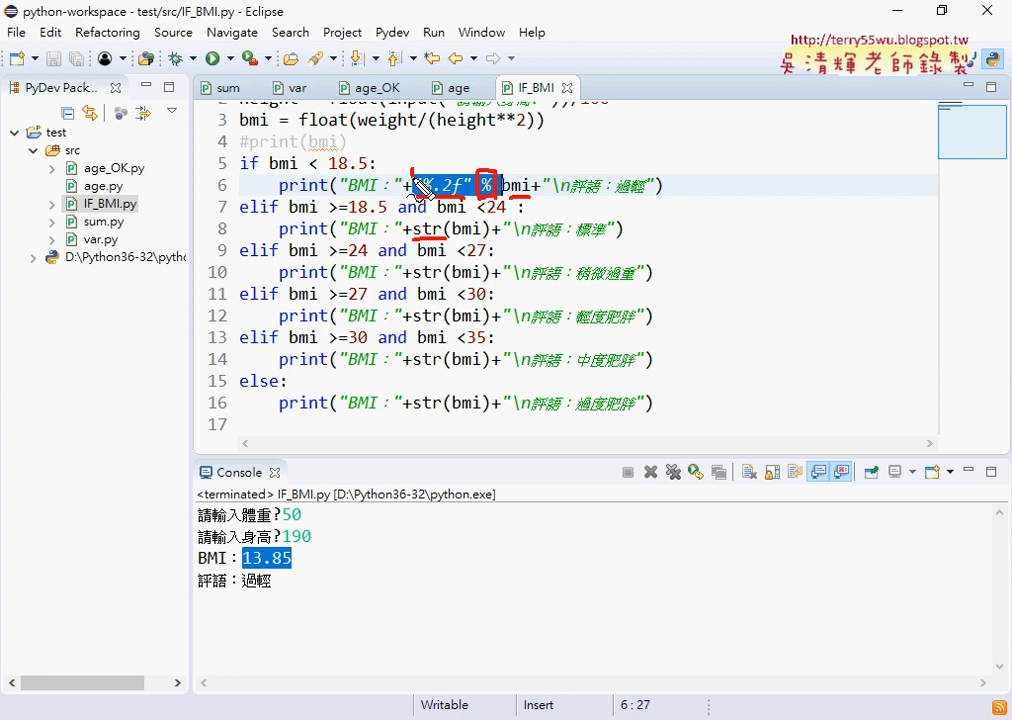 python-workspace - test/src/IF_BMI.py - Eclipse
File Edit Refactoring Source Navigate Search Project Pydev Run Window Help
http://terry55wu.blogspot.tw
吳清輝老師錄製
PyDev Pack...
sum var age_OK age IF_BMI
test
src
age_OK.py
age.py
IF_BMI.py
sum.py
var.py
D:\Python36-32\pytho
3 bmi = float(weight/(height**2))
4 #print(bmi)
5 if bmi < 18.5:
6 print("BMI："+"%.2f" % bmi+"\n評語：過輕")
7 elif bmi >=18.5 and bmi <24 :
8 print("BMI："+str(bmi)+"\n評語：標準")
9 elif bmi >=24 and bmi <27:
10 print("BMI："+str(bmi)+"\n評語：稍微過重")
11 elif bmi >=27 and bmi <30:
12 print("BMI："+str(bmi)+"\n評語：輕度肥胖")
13 elif bmi >=30 and bmi <35:
14 print("BMI："+str(bmi)+"\n評語：中度肥胖")
15 else:
16 print("BMI："+str(bmi)+"\n評語：過度肥胖")
17
Console
<terminated> IF_BMI.py [D:\Python36-32\python.exe]
請輸入體重?50
請輸入身高?190
BMI：13.85
評語：過輕
Writable Insert 6 : 27